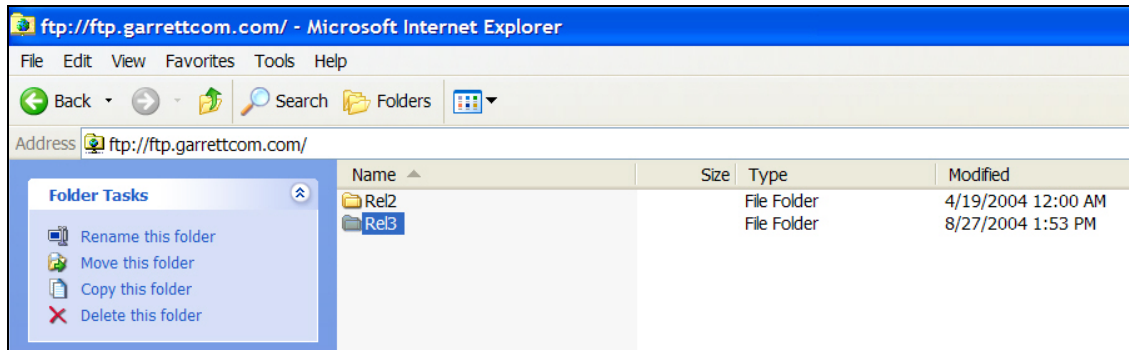 ftp://ftp.garrettcom.com/ - Microsoft Internet Explorer
File Edit View Favorites Tools Help
Back Search Folders
Address ftp://ftp.garrettcom.com/
Name Size Type Modified
Folder Tasks
Rename this folder
Move this folder
Copy this folder
Delete this folder
Rel2 File Folder 4/19/2004 12:00 AM
Rel3 File Folder 8/27/2004 1:53 PM